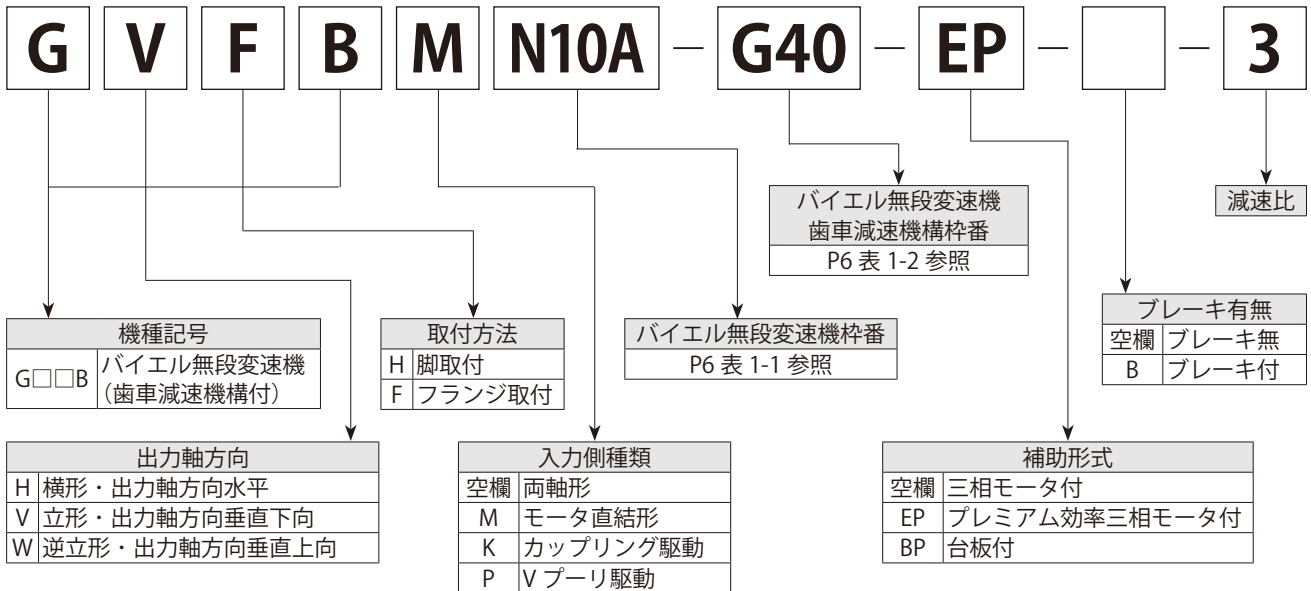 G V F B M N10A － G40 － EP － － 3
バイエル無段変速機
歯車減速機構枠番
P6 表 1-2 参照
減速比
機種記号
G□□B バイエル無段変速機
（歯車減速機構付）
取付方法
H 脚取付
F フランジ取付
バイエル無段変速機枠番
P6 表 1-1 参照
ブレーキ有無
空欄 ブレーキ無
B ブレーキ付
出力軸方向
H 横形・出力軸方向水平
V 立形・出力軸方向垂直下向
W 逆立形・出力軸方向垂直上向
入力側種類
空欄 両軸形
M モータ直結形
K カップリング駆動
P V プーリ駆動
補助形式
空欄 三相モータ付
EP プレミアム効率三相モータ付
BP 台板付